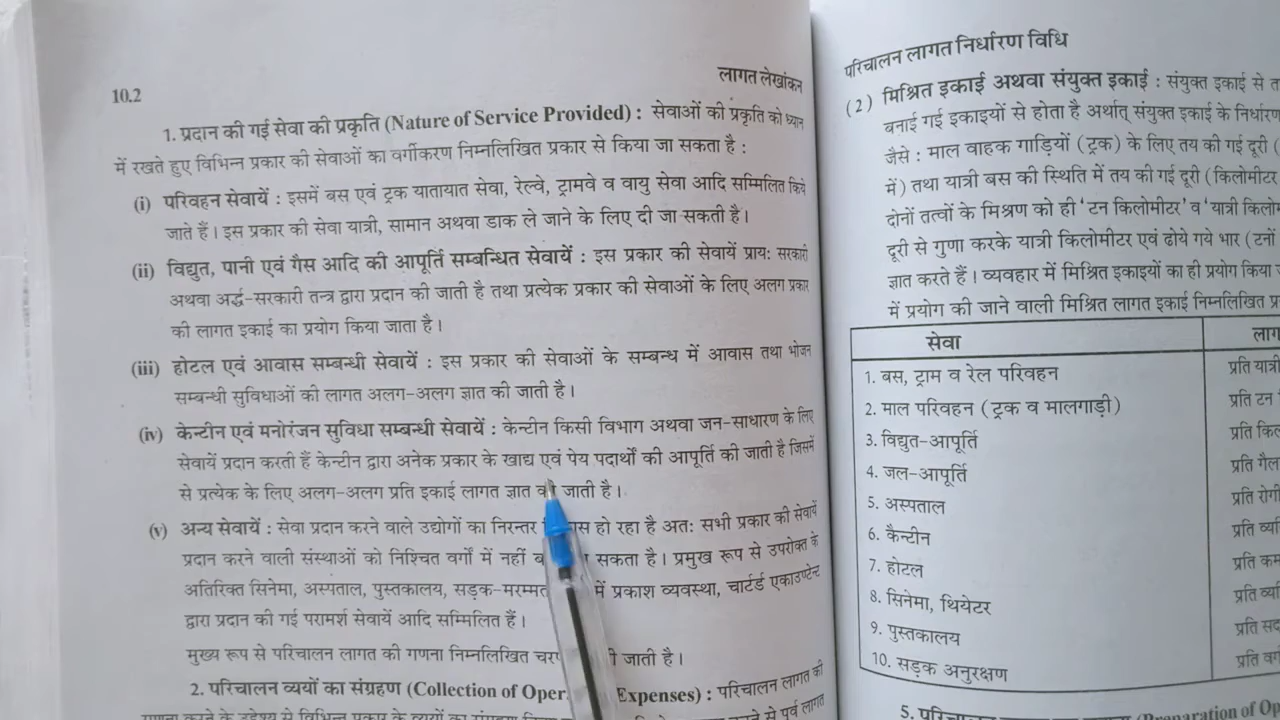 10.2
लागत लेखांकन
1. प्रदान की गई सेवा की प्रकृति (Nature of Service Provided) : सेवाओं की प्रकृति को ध्यान
में रखते हुए विभिन्न प्रकार की सेवाओं का वर्गीकरण निम्नलिखित प्रकार से किया जा सकता है :
(i) परिवहन सेवायें : इसमें बस एवं ट्रक यातायात सेवा, रेल्वे, ट्रामवे व वायु सेवा आदि सम्मिलित किये
जाते हैं। इस प्रकार की सेवा यात्री, सामान अथवा डाक ले जाने के लिए दी जा सकती है।
(ii) विद्युत, पानी एवं गैस आदि की आपूर्ति सम्बन्धित सेवायें : इस प्रकार की सेवायें प्राय: सरकारी
अथवा अर्द्ध-सरकारी तन्त्र द्वारा प्रदान की जाती है तथा प्रत्येक प्रकार की सेवाओं के लिए अलग प्रकार
की लागत इकाई का प्रयोग किया जाता है।
(iii) होटल एवं आवास सम्बन्धी सेवायें : इस प्रकार की सेवाओं के सम्बन्ध में आवास तथा भोजन
सम्बन्धी सुविधाओं की लागत अलग-अलग ज्ञात की जाती है।
(iv) केन्टीन एवं मनोरंजन सुविधा सम्बन्धी सेवायें : केन्टीन किसी विभाग अथवा जन-साधारण के लिए
सेवायें प्रदान करती हैं केन्टीन द्वारा अनेक प्रकार के खाद्य एवं पेय पदार्थों की आपूर्ति की जाती है जिसमें
से प्रत्येक के लिए अलग-अलग प्रति इकाई लागत ज्ञात जाती है।
(v) अन्य सेवायें : सेवा प्रदान करने वाले उद्योगों का निरन्तर हो रहा है अत: सभी प्रकार की सेवायें
प्रदान करने वाली संस्थाओं को निश्चित वर्गों में नहीं सकता है। प्रमुख रूप से उपरोक्त के
अतिरिक्त सिनेमा, अस्पताल, पुस्तकालय, में प्रकाश व्यवस्था, चार्टर्ड एकाउण्टेन्ट
द्वारा प्रदान की गई परामर्श सेवायें आदि सम्मिलित हैं।
मुख्य रूप से परिचालन लागत की गणना निम्नलिखित जाती है।
2. परिचालन व्ययों का संग्रहण (Collection of Expenses) : परिचालन लागत की
परिचालन लागत निर्धारण विधि
(2) मिश्रित इकाई अथवा संयुक्त इकाई : संयुक्त इकाई से
बनाई गई इकाइयों से होता है अर्थात् संयुक्त इकाई के निर्धारण
जैसे : माल वाहक गाड़ियों (ट्रक) के लिए तय की गई दूरी (
में) तथा यात्री बस की स्थिति में तय की गई दूरी (किलोमीटर
दोनों तत्वों के मिश्रण को ही 'टन किलोमीटर' व 'यात्री
दूरी से गुणा करके यात्री किलोमीटर एवं ढोये गये भार (टनों
ज्ञात करते हैं। व्यवहार में मिश्रित इकाइयों का ही प्रयोग किया
में प्रयोग की जाने वाली मिश्रित लागत इकाई निम्नलिखित
सेवा
1. बस, ट्राम व रेल परिवहन प्रति यात्री
2. माल परिवहन (ट्रक व मालगाड़ी) प्रति टन
3. विद्युत-आपूर्ति प्रति
4. जल-आपूर्ति प्रति
5. अस्पताल प्रति
6. कैन्टीन प्रति
7. होटल प्रति
8. सिनेमा, थियेटर प्रति
9. पुस्तकालय प्रति
10. सड़क अनुरक्षण प्रति